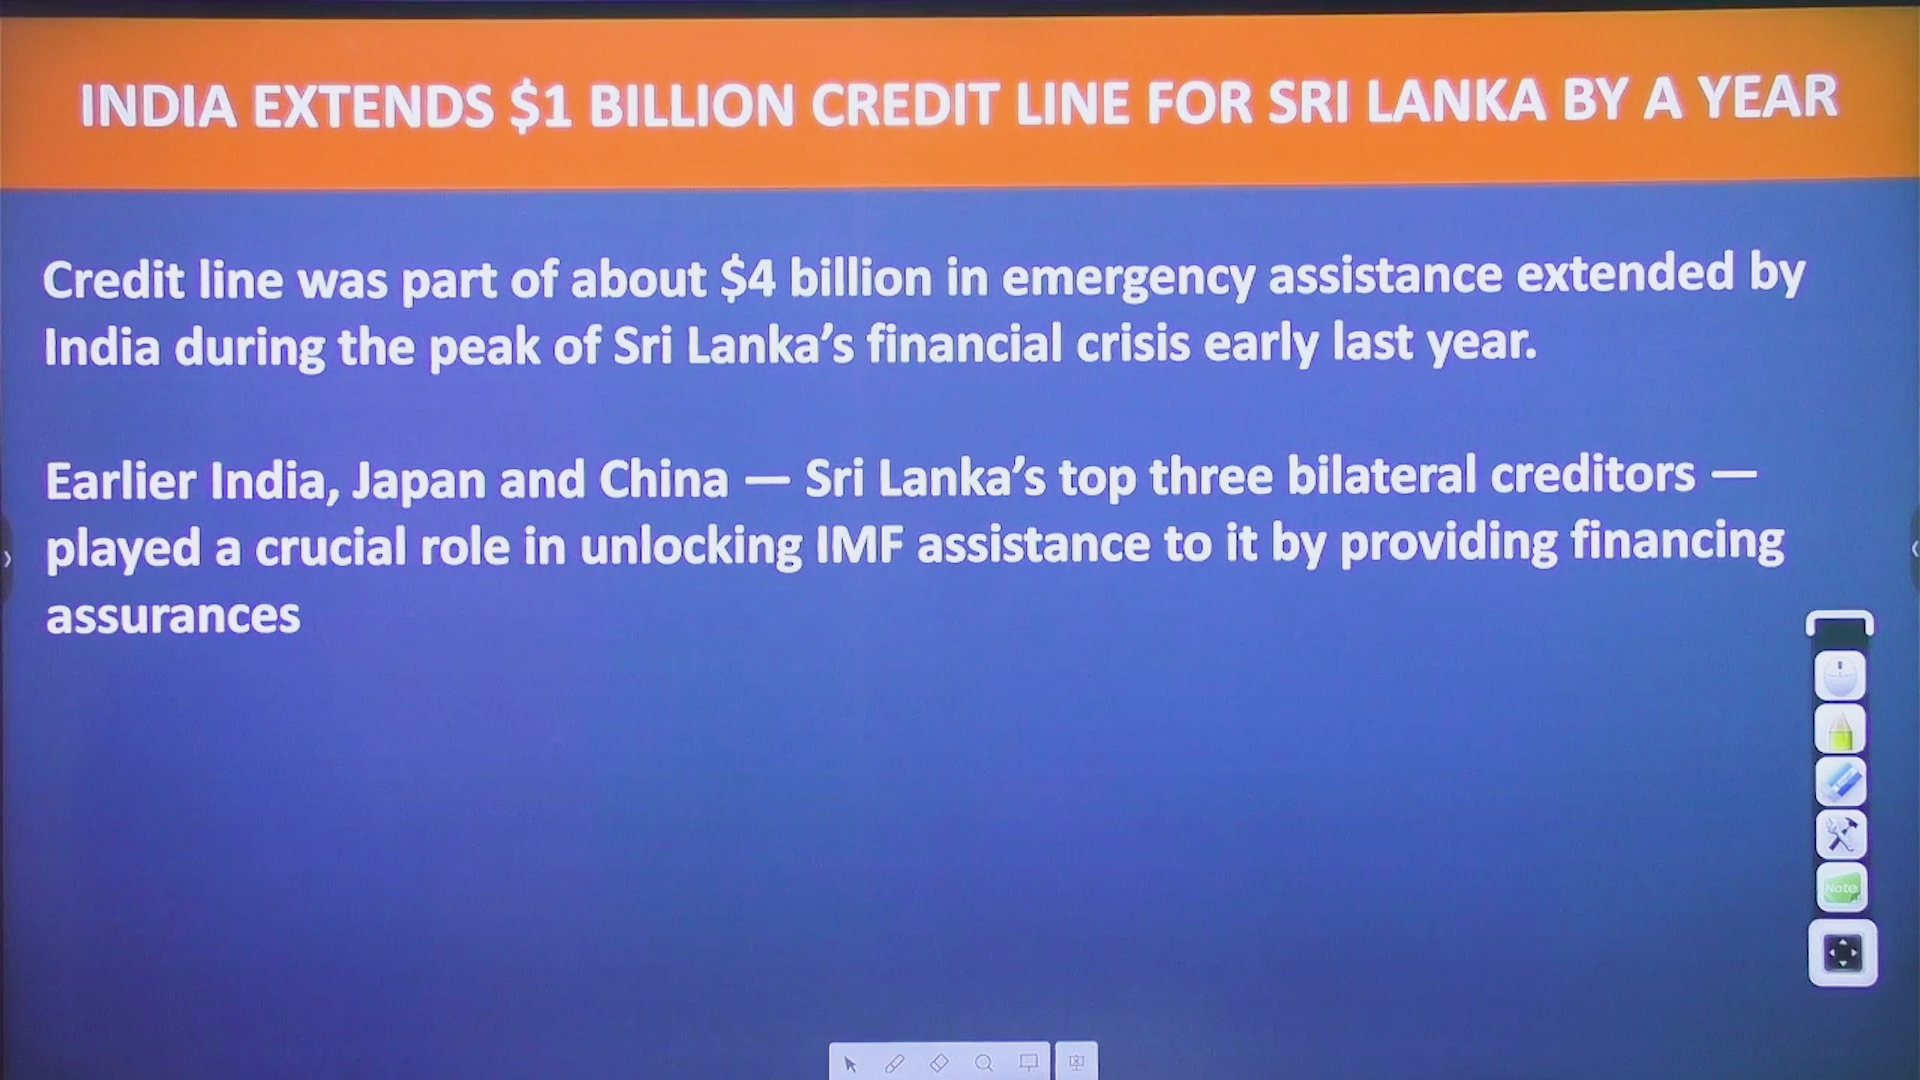 INDIA EXTENDS $1 BILLION CREDIT LINE FOR SRI LANKA BY A YEAR
Credit line was part of about $4 billion in emergency assistance extended by
India during the peak of Sri Lanka’s financial crisis early last year.
Earlier India, Japan and China — Sri Lanka’s top three bilateral creditors —
played a crucial role in unlocking IMF assistance to it by providing financing
assurances
Note